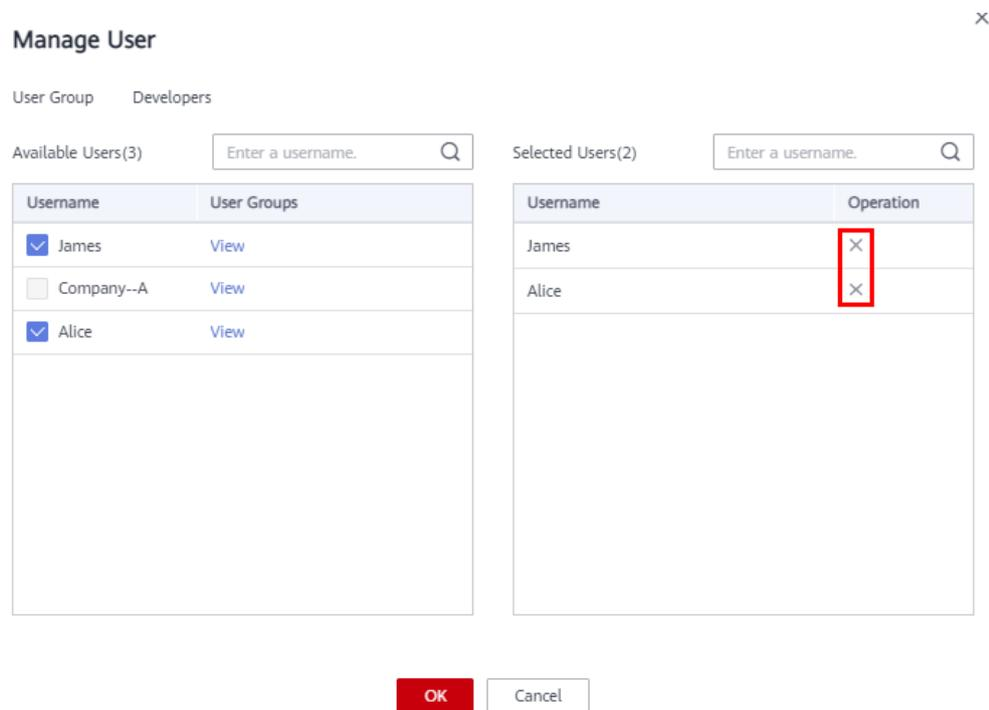 Manage User
User Group Developers
Available Users(3) Enter a username.
Username User Groups
James View
Company--A View
Alice View
Selected Users(2) Enter a username.
Username Operation
James
Alice
OK Cancel